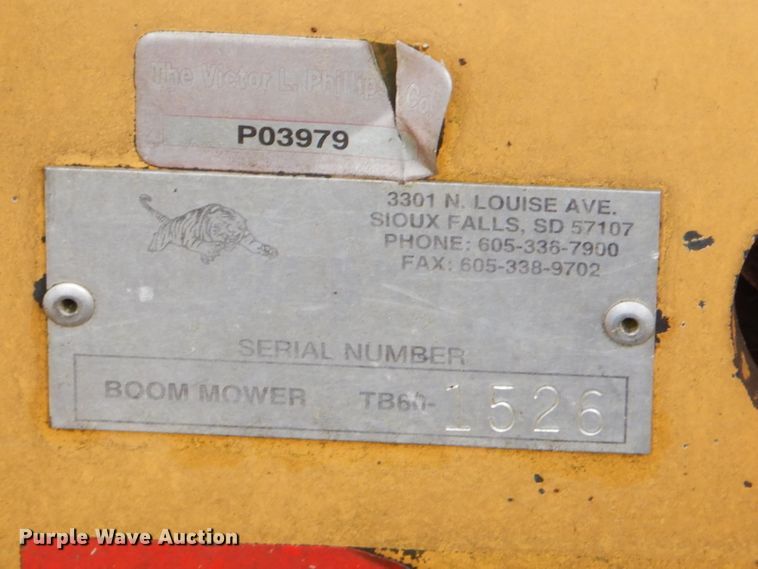 The Victor L. Phillips Co.
P03979
3301 N. LOUISE AVE.
SIOUX FALLS, SD 57107
PHONE: 605-336-7900
FAX: 605-338-9702
SERIAL NUMBER
BOOM MOWER TB60-1526
Purple Wave Auction®